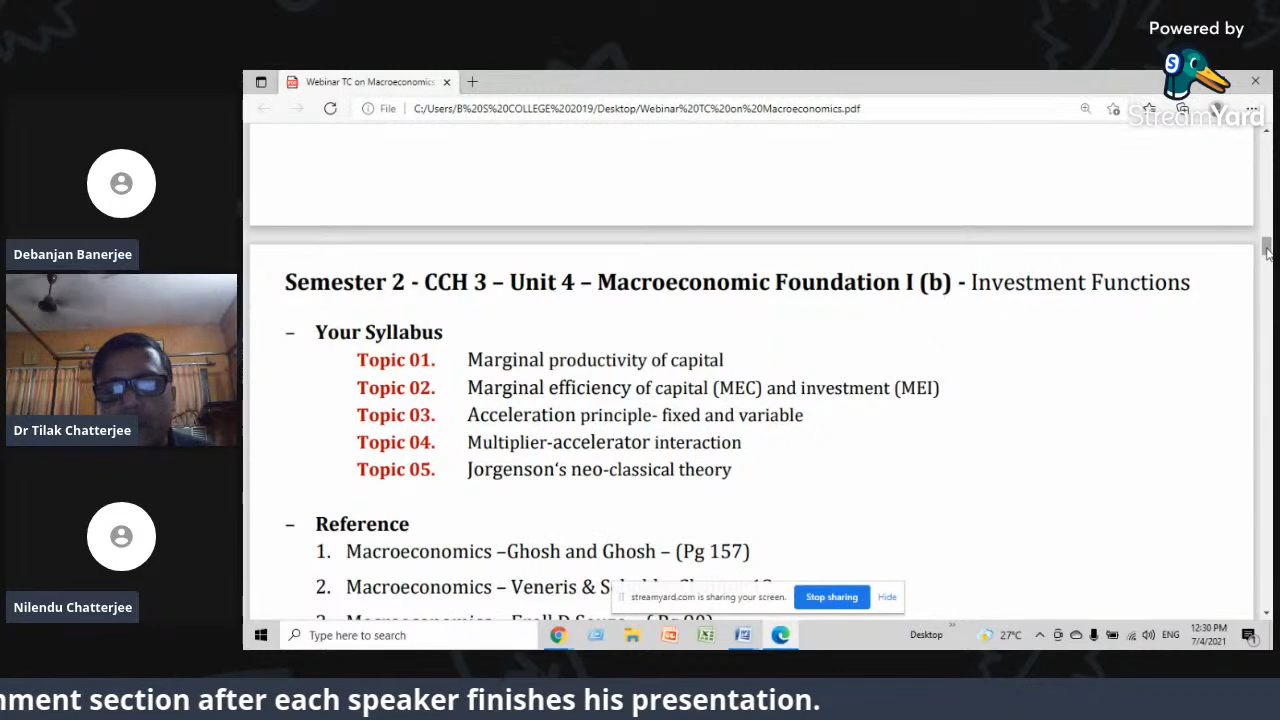 Powered by
StreamYard
Webinar TC on Macroeconomics
File
C:/Users/B%20S%20COLLEGE%202019/Desktop/Webinar%20TC%20on%20Macroeconomics.pdf
Debanjan Banerjee
Dr Tilak Chatterjee
Nilendu Chatterjee
Semester 2 - CCH 3 – Unit 4 – Macroeconomic Foundation I (b) - Investment Functions
– Your Syllabus
Topic 01. Marginal productivity of capital
Topic 02. Marginal efficiency of capital (MEC) and investment (MEI)
Topic 03. Acceleration principle- fixed and variable
Topic 04. Multiplier-accelerator interaction
Topic 05. Jorgenson‘s neo-classical theory
– Reference
1. Macroeconomics –Ghosh and Ghosh – (Pg 157)
2. Macroeconomics – Veneris &
streamyard.com is sharing your screen.
Stop sharing
Hide
Type here to search
Desktop
27°C
ENG
12:30 PM
7/4/2021
nment section after each speaker finishes his presentation.